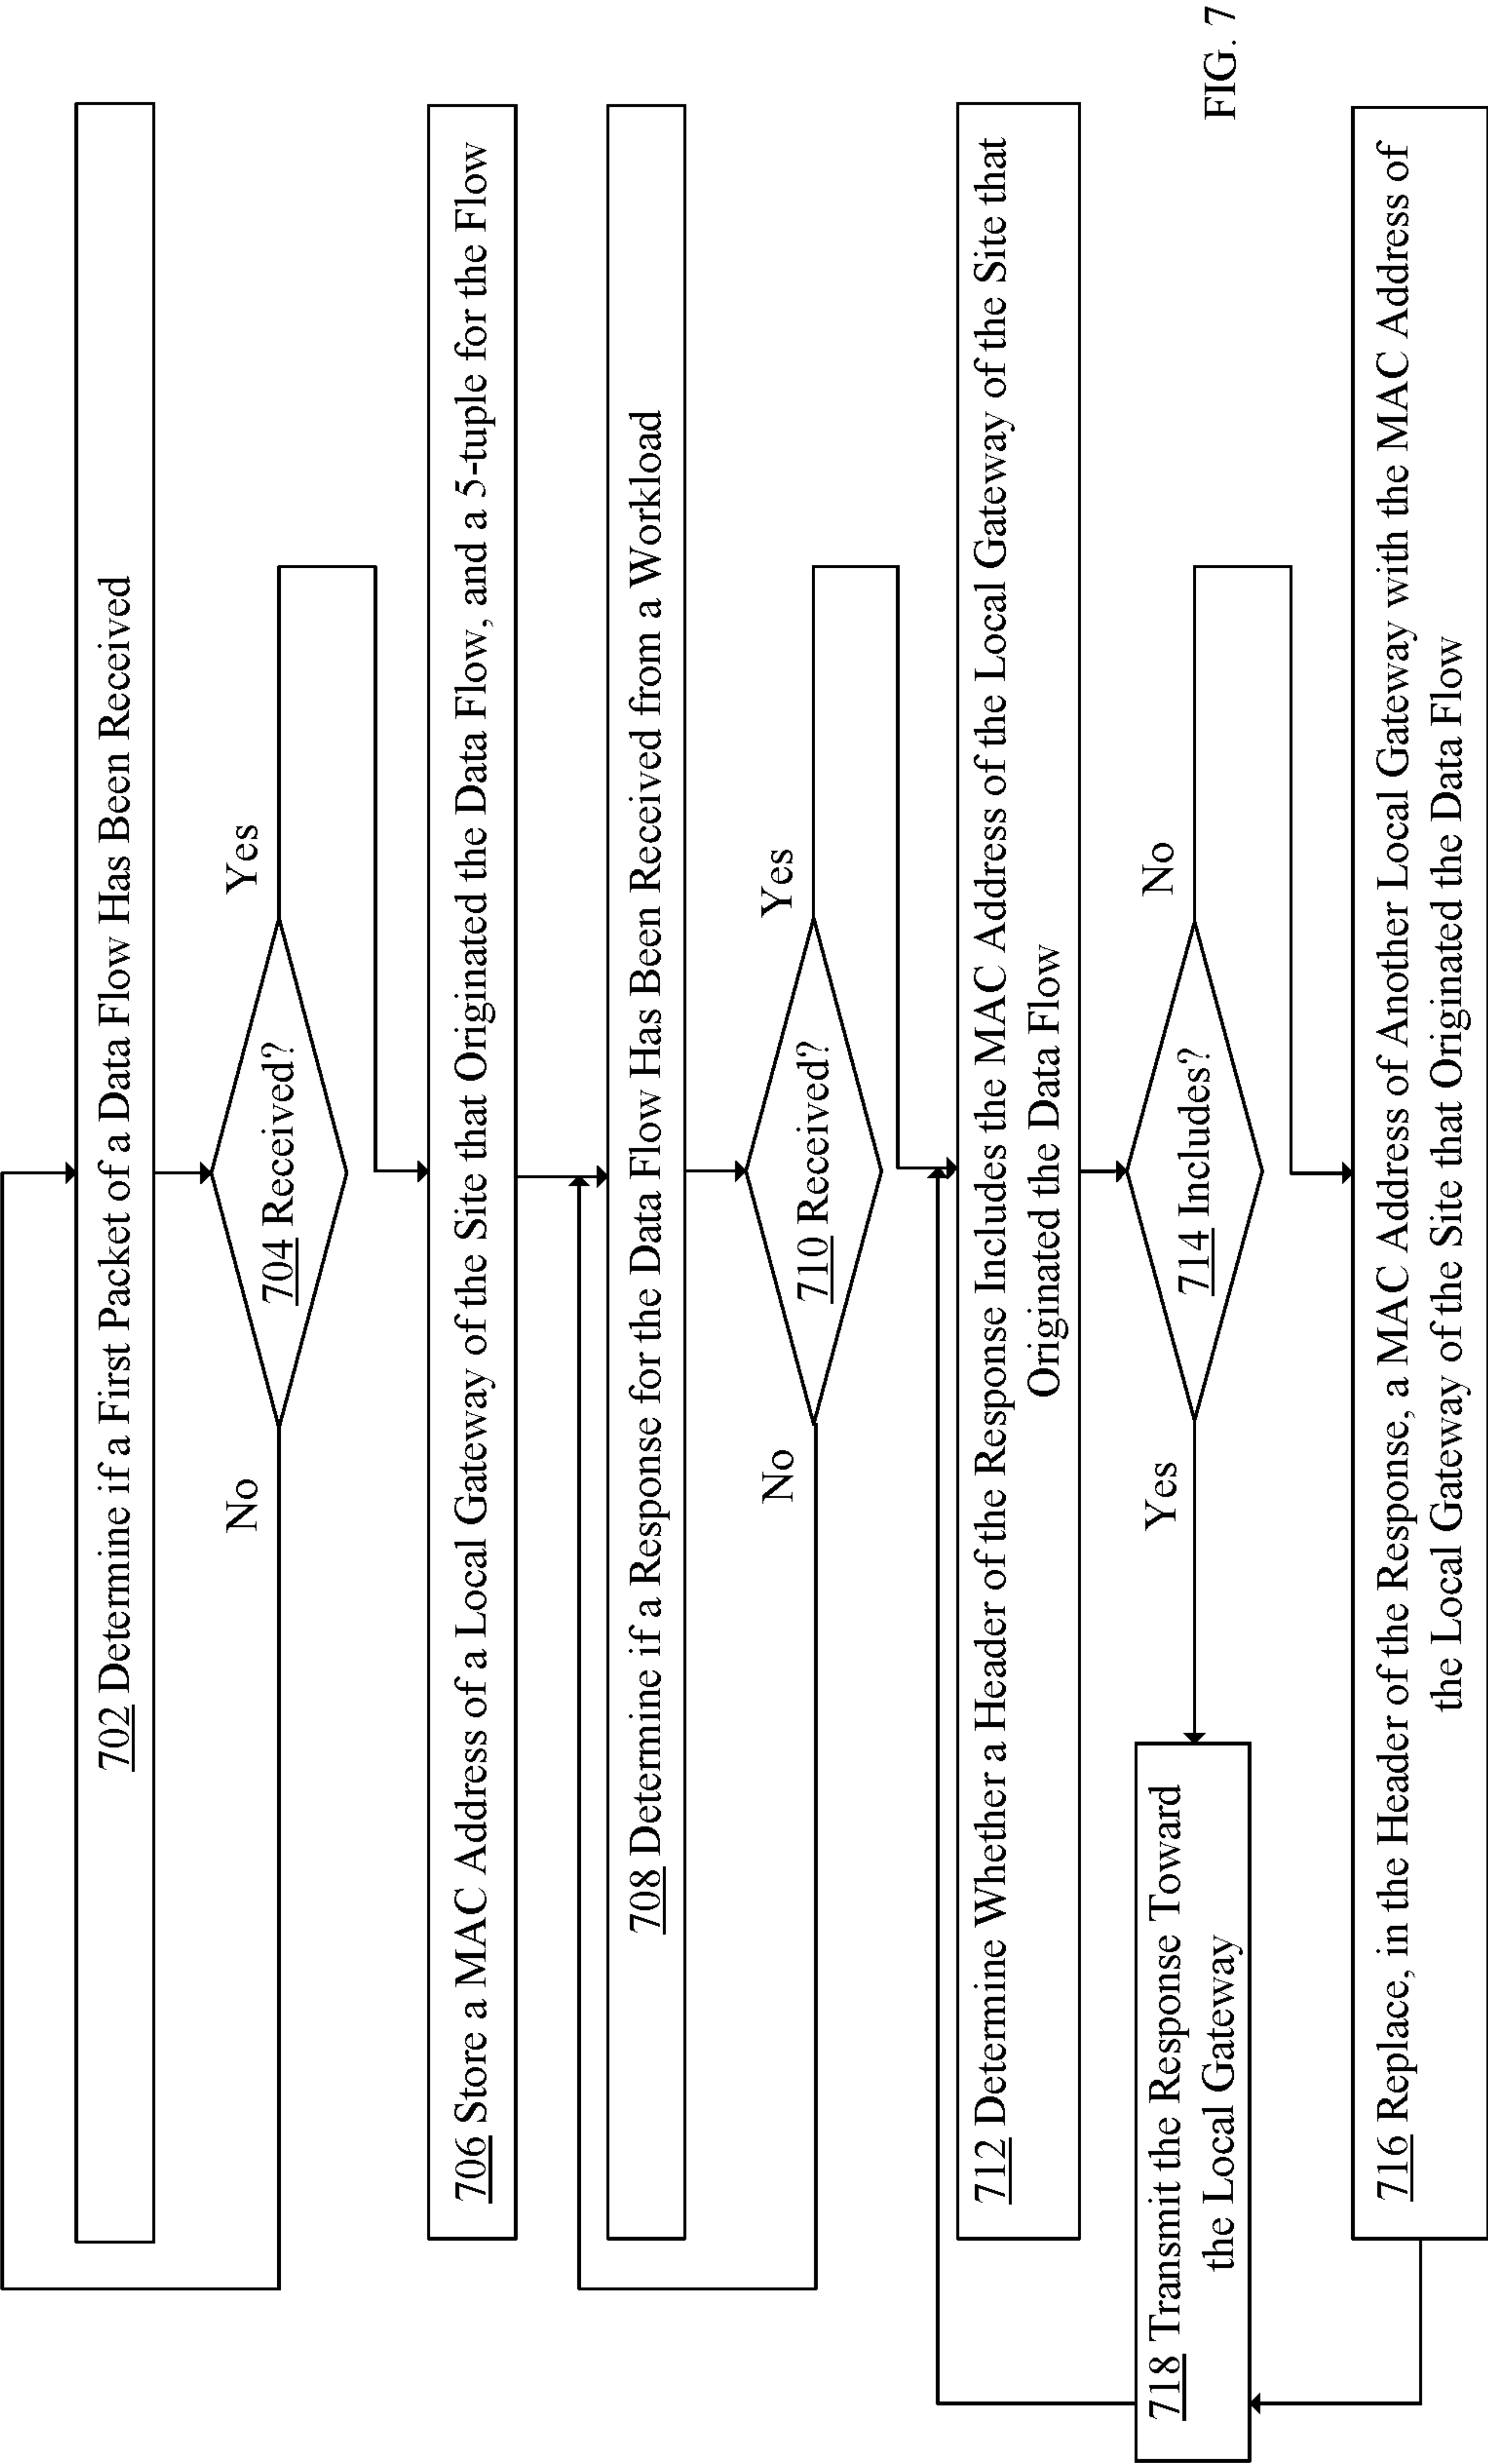 702 Determine if a First Packet of a Data Flow Has Been Received
704 Received?
Yes
No
706 Store a MAC Address of a Local Gateway of the Site that Originated the Data Flow, and a 5-tuple for the Flow
708 Determine if a Response for the Data Flow Has Been Received from a Workload
710 Received?
Yes
No
712 Determine Whether a Header of the Response Includes the MAC Address of the Local Gateway of the Site that
Originated the Data Flow
714 Includes?
Yes
No
718 Transmit the Response Toward
the Local Gateway
716 Replace, in the Header of the Response, a MAC Address of Another Local Gateway with the MAC Address of
the Local Gateway of the Site that Originated the Data Flow
FIG. 7